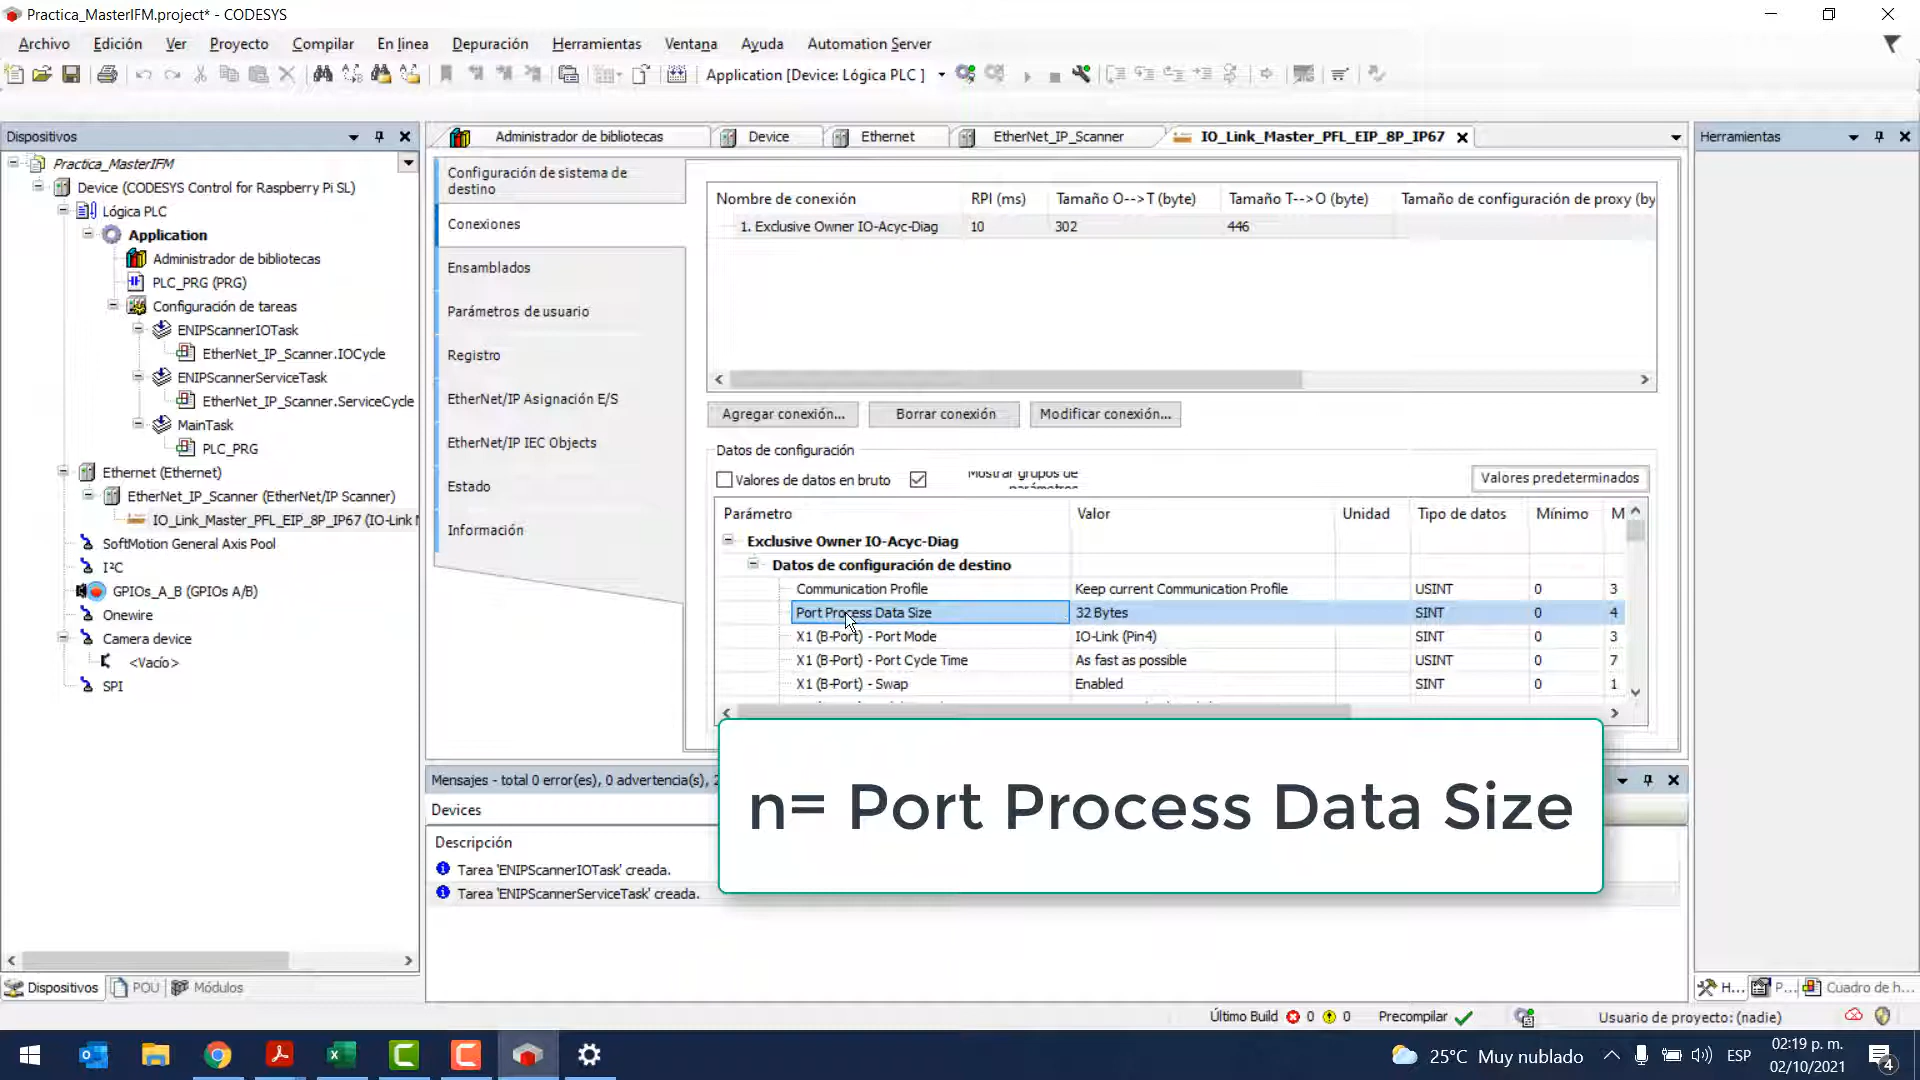 Practica_MasterIFM.project* - CODESYS
Archivo Edición Ver Proyecto Compilar En línea Depuración Herramientas Ventana Ayuda Automation Server
Application [Device: Lógica PLC ]
Dispositivos
Practica_MasterIFM
Device (CODESYS Control for Raspberry Pi SL)
Lógica PLC
Application
Administrador de bibliotecas
PLC_PRG (PRG)
Configuración de tareas
ENIPScannerIOTask
EtherNet_IP_Scanner.IOCycle
ENIPScannerServiceTask
EtherNet_IP_Scanner.ServiceCycle
MainTask
PLC_PRG
Ethernet (Ethernet)
EtherNet_IP_Scanner (EtherNet/IP Scanner)
IO_Link_Master_PFL_EIP_8P_IP67 (IO-Link
SoftMotion General Axis Pool
I²C
GPIOs_A_B (GPIOs A/B)
Onewire
Camera device
<Vacío>
SPI
Dispositivos POU Módulos
Administrador de bibliotecas Device Ethernet EtherNet_IP_Scanner IO_Link_Master_PFL_EIP_8P_IP67
Configuración de sistema de
destino
Conexiones
Ensamblados
Parámetros de usuario
Registro
EtherNet/IP Asignación E/S
EtherNet/IP IEC Objects
Estado
Información
Nombre de conexión RPI (ms) Tamaño O-->T (byte) Tamaño T-->O (byte) Tamaño de configuración de proxy (by
1. Exclusive Owner IO-Acyc-Diag 10 302 446
Agregar conexión... Borrar conexión Modificar conexión...
Datos de configuración
Valores de datos en bruto Mostrar grupos de
parámetros
Valores predeterminados
Parámetro Valor Unidad Tipo de datos Mínimo M
Exclusive Owner IO-Acyc-Diag
Datos de configuración de destino
Communication Profile Keep current Communication Profile USINT 0 3
Port Process Data Size 32 Bytes SINT 0 4
X1 (B-Port) - Port Mode IO-Link (Pin4) SINT 0 3
X1 (B-Port) - Port Cycle Time As fast as possible USINT 0 7
X1 (B-Port) - Swap Enabled SINT 0 1
n= Port Process Data Size
Mensajes - total 0 error(es), 0 advertencia(s), 2
Devices
Descripción
Tarea 'ENIPScannerIOTask' creada.
Tarea 'ENIPScannerServiceTask' creada.
Herramientas
H... P... Cuadro de h...
Último Build 0 0 Precompilar Usuario de proyecto: (nadie)
25°C Muy nublado ESP 02:19 p. m.
02/10/2021
4